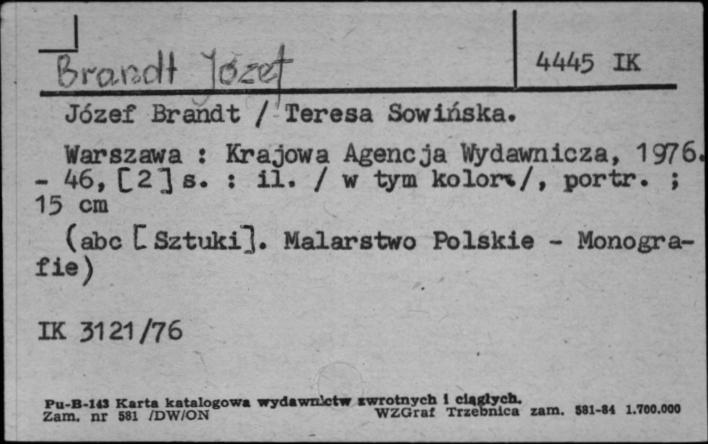 Brandt Józef
4445 IK
Józef Brandt / Teresa Sowińska.
Warszawa : Krajowa Agencja Wydawnicza, 1976.
- 46, [2] s. : il. / w tym kolor./, portr. ;
15 cm
(abc [Sztuki]. Malarstwo Polskie - Monogra-
fie)
IK 3121/76
Pu-B-143 Karta katalogowa wydawnictw zwrotnych i ciągłych.
Zam. nr 581 /DW/ON WZGraf Trzebnica zam. 581-84 1.700.000